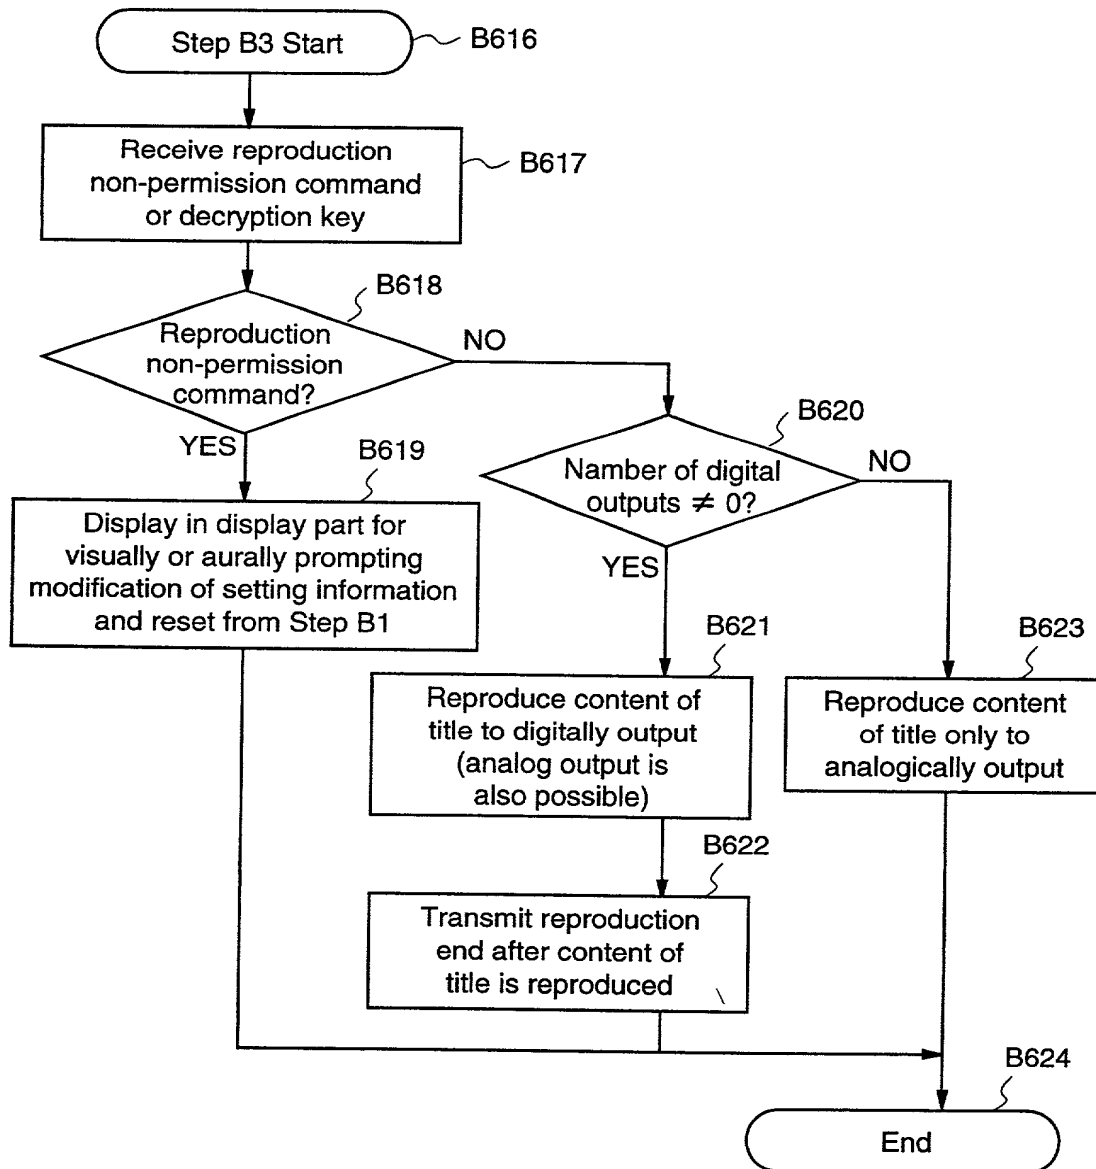 Step B3 Start
B616
Receive reproduction
non-permission command
or decryption key
B617
B618
Reproduction
non-permission
command?
NO
YES
B619
Display in display part for
visually or aurally prompting
modification of setting information
and reset from Step B1
B620
Namber of digital
outputs ≠ 0?
NO
YES
B621
Reproduce content of
title to digitally output
(analog output is
also possible)
B623
Reproduce content
of title only to
analogically output
B622
Transmit reproduction
end after content of
title is reproduced
B624
End